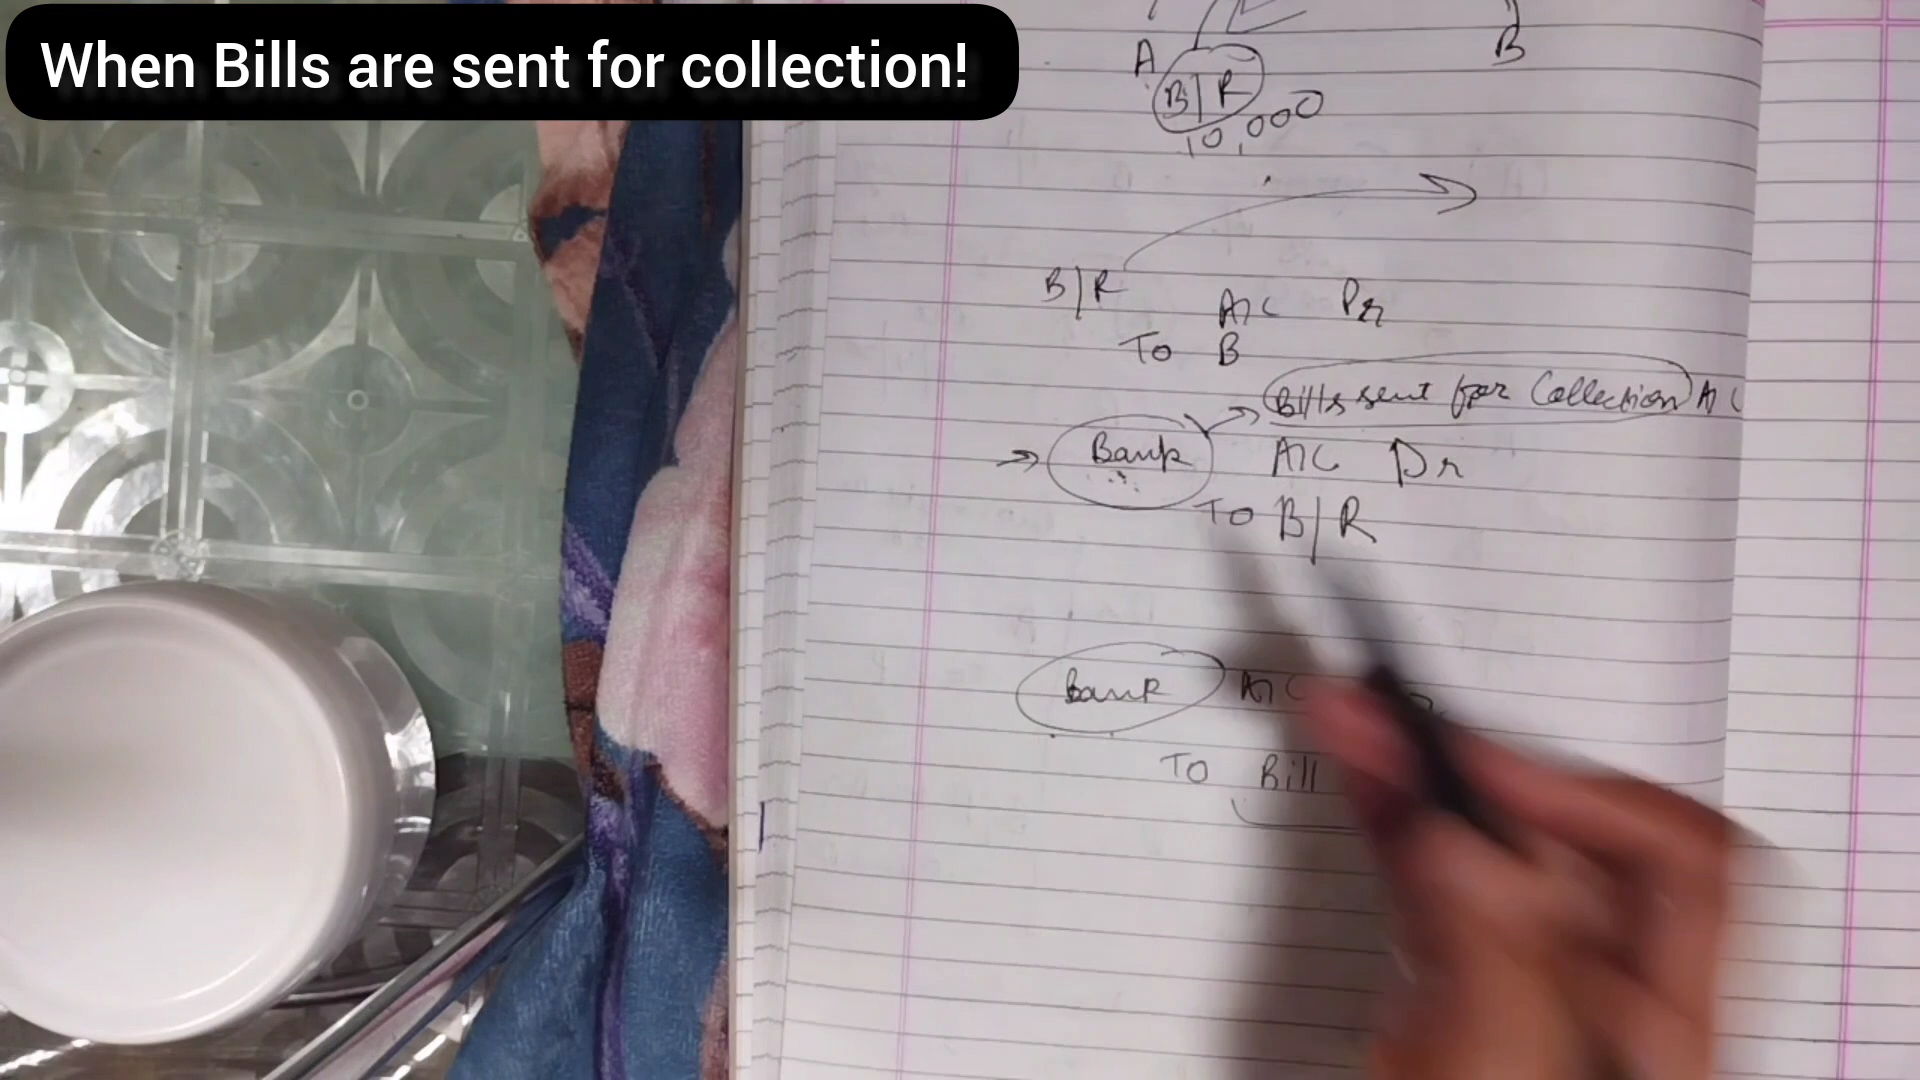 When Bills are sent for collection!
A B
B/R
10,000
B/R A/C Dr
To B
Bills sent for Collection A/C
Bank A/C Dr
To B/R
Bank A/C
To Bill